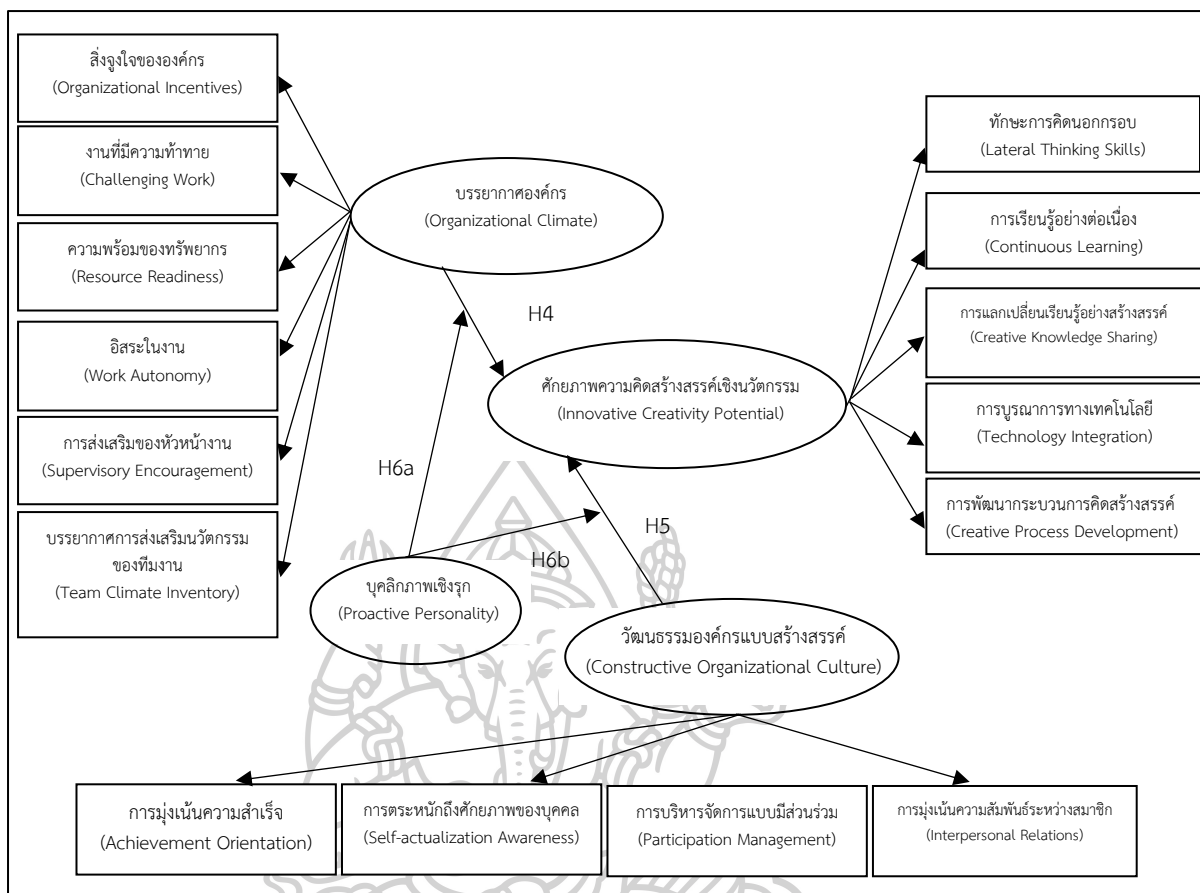 สิ่งจูงใจขององค์กร
(Organizational Incentives)
งานที่มีความท้าทาย
(Challenging Work)
ความพร้อมของทรัพยากร
(Resource Readiness)
อิสระในงาน
(Work Autonomy)
การส่งเสริมของหัวหน้างาน
(Supervisory Encouragement)
บรรยากาศการส่งเสริมนวัตกรรม
ของทีมงาน
(Team Climate Inventory)
บรรยากาศองค์กร
(Organizational Climate)
H4
ศักยภาพความคิดสร้างสรรค์เชิงนวัตกรรม
(Innovative Creativity Potential)
H6a
H5
H6b
บุคลิกภาพเชิงรุก
(Proactive Personality)
วัฒนธรรมองค์กรแบบสร้างสรรค์
(Constructive Organizational Culture)
ทักษะการคิดนอกกรอบ
(Lateral Thinking Skills)
การเรียนรู้อย่างต่อเนื่อง
(Continuous Learning)
การแลกเปลี่ยนเรียนรู้อย่างสร้างสรรค์
(Creative Knowledge Sharing)
การบูรณาการทางเทคโนโลยี
(Technology Integration)
การพัฒนากระบวนการคิดสร้างสรรค์
(Creative Process Development)
การมุ่งเน้นความสำเร็จ
(Achievement Orientation)
การตระหนักถึงศักยภาพของบุคคล
(Self-actualization Awareness)
การบริหารจัดการแบบมีส่วนร่วม
(Participation Management)
การมุ่งเน้นความสัมพันธ์ระหว่างสมาชิก
(Interpersonal Relations)